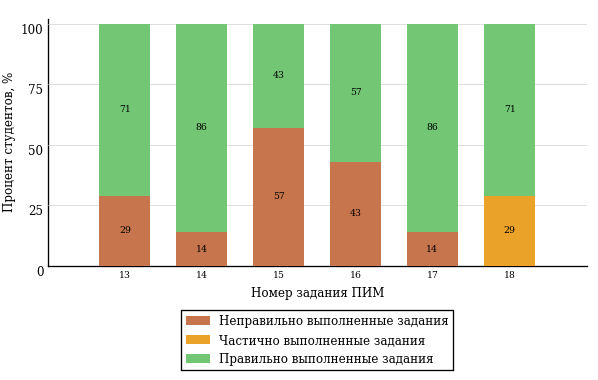 Процент студентов, %
100
75
50
25
0
71 86 43 57 86 71
29 14 57 43 14 29
13 14 15 16 17 18
Номер задания ПИМ
Неправильно выполненные задания
Частично выполненные задания
Правильно выполненные задания